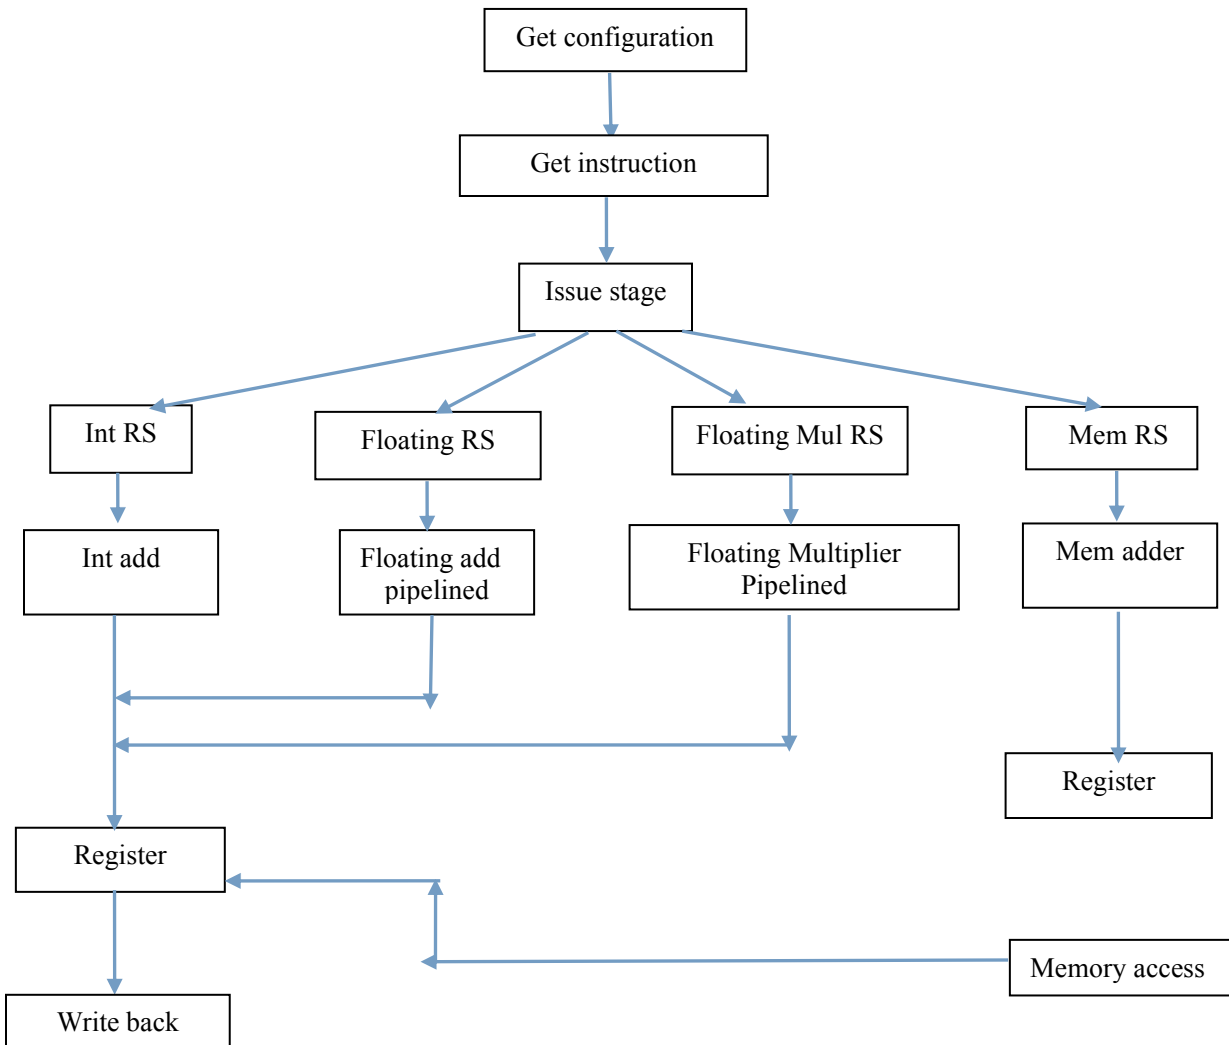 Get configuration
Get instruction
Issue stage
Int RS
Floating RS
Floating Mul RS
Mem RS
Int add
Floating add
pipelined
Floating Multiplier
Pipelined
Mem adder
Register
Register
Memory access
Write back